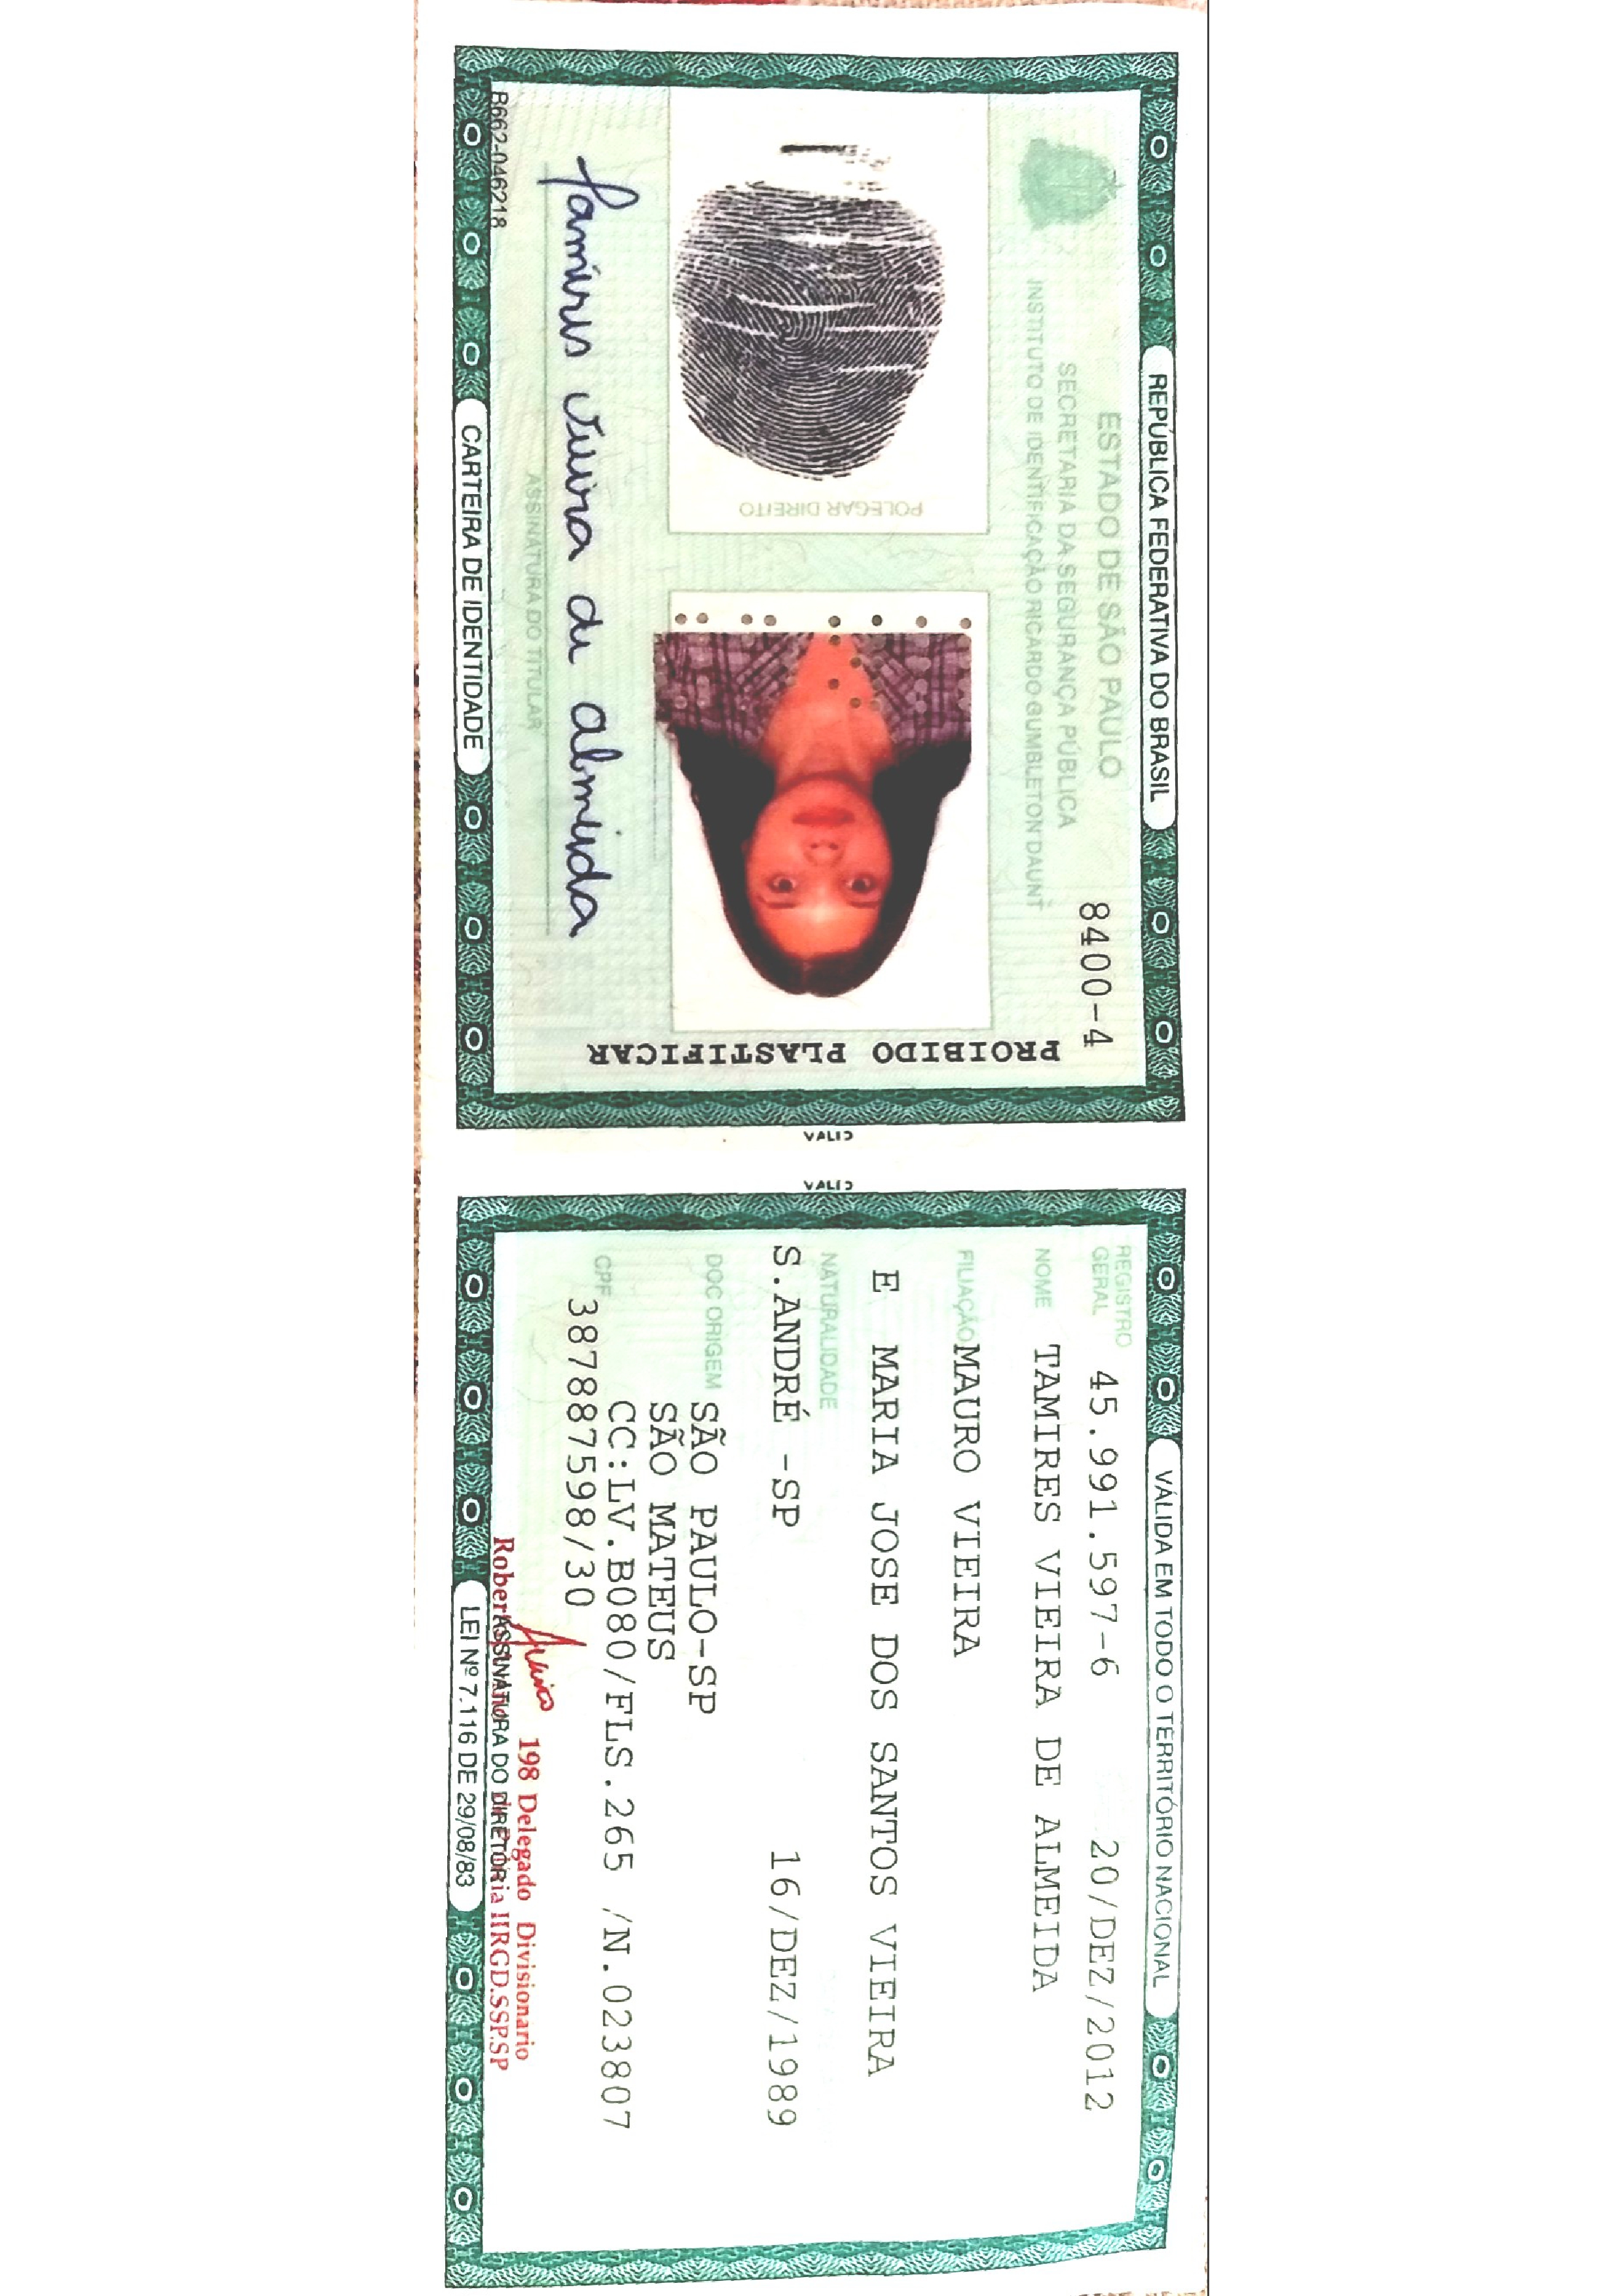 REPÚBLICA FEDERATIVA DO BRASIL
ESTADO DE SÃO PAULO
8400-4
SECRETARIA DA SEGURANÇA PÚBLICA
INSTITUTO DE IDENTIFICAÇÃO RICARDO GUMBLETON DAUNT
POLEGAR DIREITO
PROIBIDO PLASTIFICAR
Tamires Vieira de Almeida
ASSINATURA DO TITULAR
B662-046218
CARTEIRA DE IDENTIDADE
VÁLIDA EM TODO O TERRITÓRIO NACIONAL
REGISTRO GERAL 45.991.597-6 20/DEZ/2012
NOME TAMIRES VIEIRA DE ALMEIDA
FILIAÇÃO MAURO VIEIRA
E MARIA JOSE DOS SANTOS VIEIRA
NATURALIDADE
S.ANDRÉ -SP 16/DEZ/1989
DOC ORIGEM SÃO PAULO-SP
SÃO MATEUS
CC:LV.B080/FLS.265 /N.023807
CPF 387887598/30
198 Delegado Divisionario
IIRGD.SSP.SP
ASSINATURA DO DIRETOR
LEI Nº 7.116 DE 29/08/83